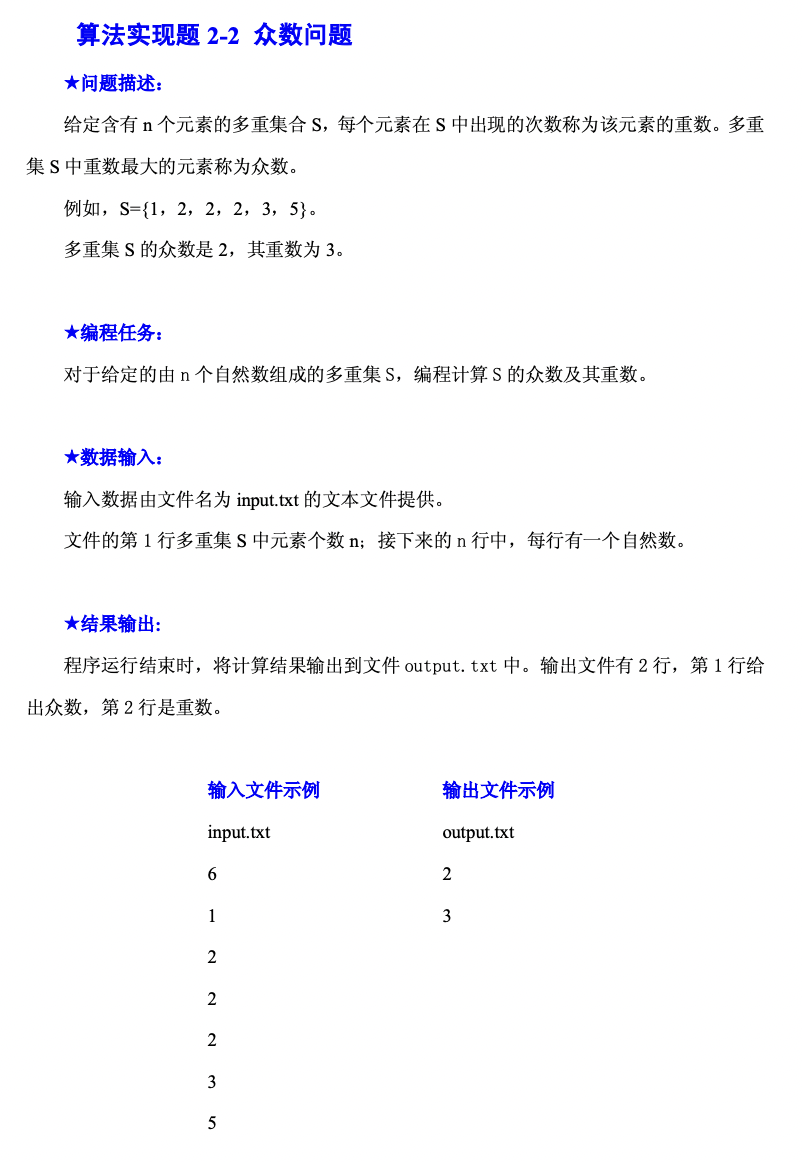 算法实现题 2-2 众数问题
★问题描述：
给定含有 n 个元素的多重集合 S，每个元素在 S 中出现的次数称为该元素的重数。多重
集 S 中重数最大的元素称为众数。
例如，S={1，2，2，2，3，5}。
多重集 S 的众数是 2，其重数为 3。
★编程任务：
对于给定的由 n 个自然数组成的多重集 S，编程计算 S 的众数及其重数。
★数据输入：
输入数据由文件名为 input.txt 的文本文件提供。
文件的第 1 行多重集 S 中元素个数 n；接下来的 n 行中，每行有一个自然数。
★结果输出：
程序运行结束时，将计算结果输出到文件 output.txt 中。输出文件有 2 行，第 1 行给
出众数，第 2 行是重数。
输入文件示例 输出文件示例
input.txt output.txt
6 2
1 3
2
2
2
3
5